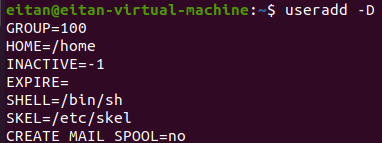 eitan@eitan-virtual-machine:~$ useradd -D
GROUP=100
HOME=/home
INACTIVE=-1
EXPIRE=
SHELL=/bin/sh
SKEL=/etc/skel
CREATE_MAIL_SPOOL=no